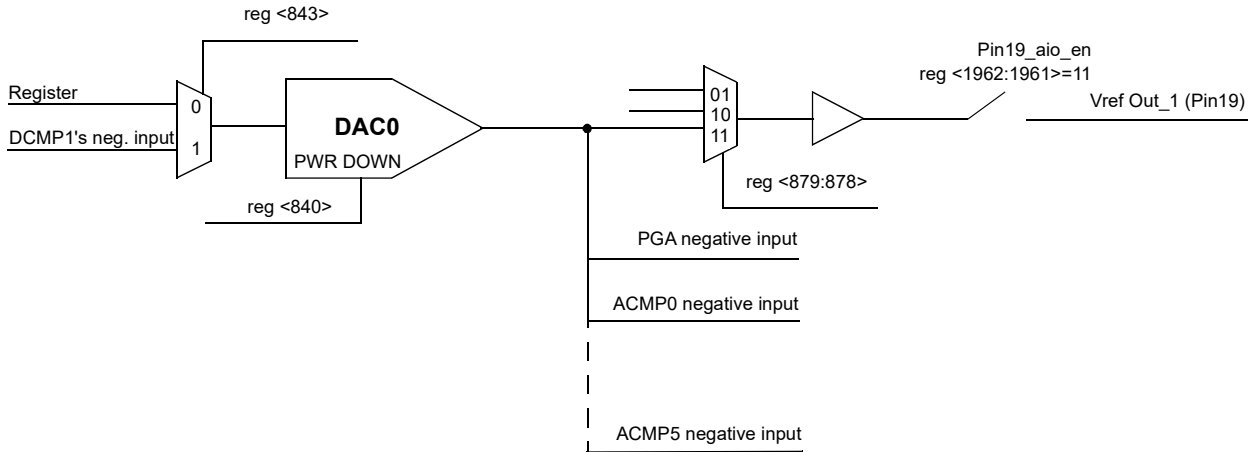 reg <843>
Pin19_aio_en
reg <1962:1961>=11
Register
0
01
Vref Out_1 (Pin19)
10
DAC0
DCMP1's neg. input
1
11
PWR DOWN
reg <879:878>
reg <840>
PGA negative input
ACMP0 negative input
ACMP5 negative input